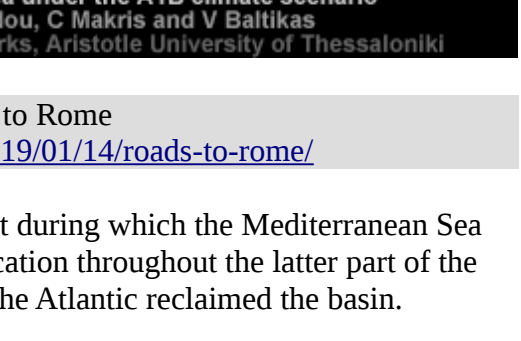 under the A1B climate scenario
dou, C Makris and V Baltikas
rks, Aristotle University of Thessaloniki
to Rome
19/01/14/roads-to-rome/
t during which the Mediterranean Sea
cation throughout the latter part of the
he Atlantic reclaimed the basin.